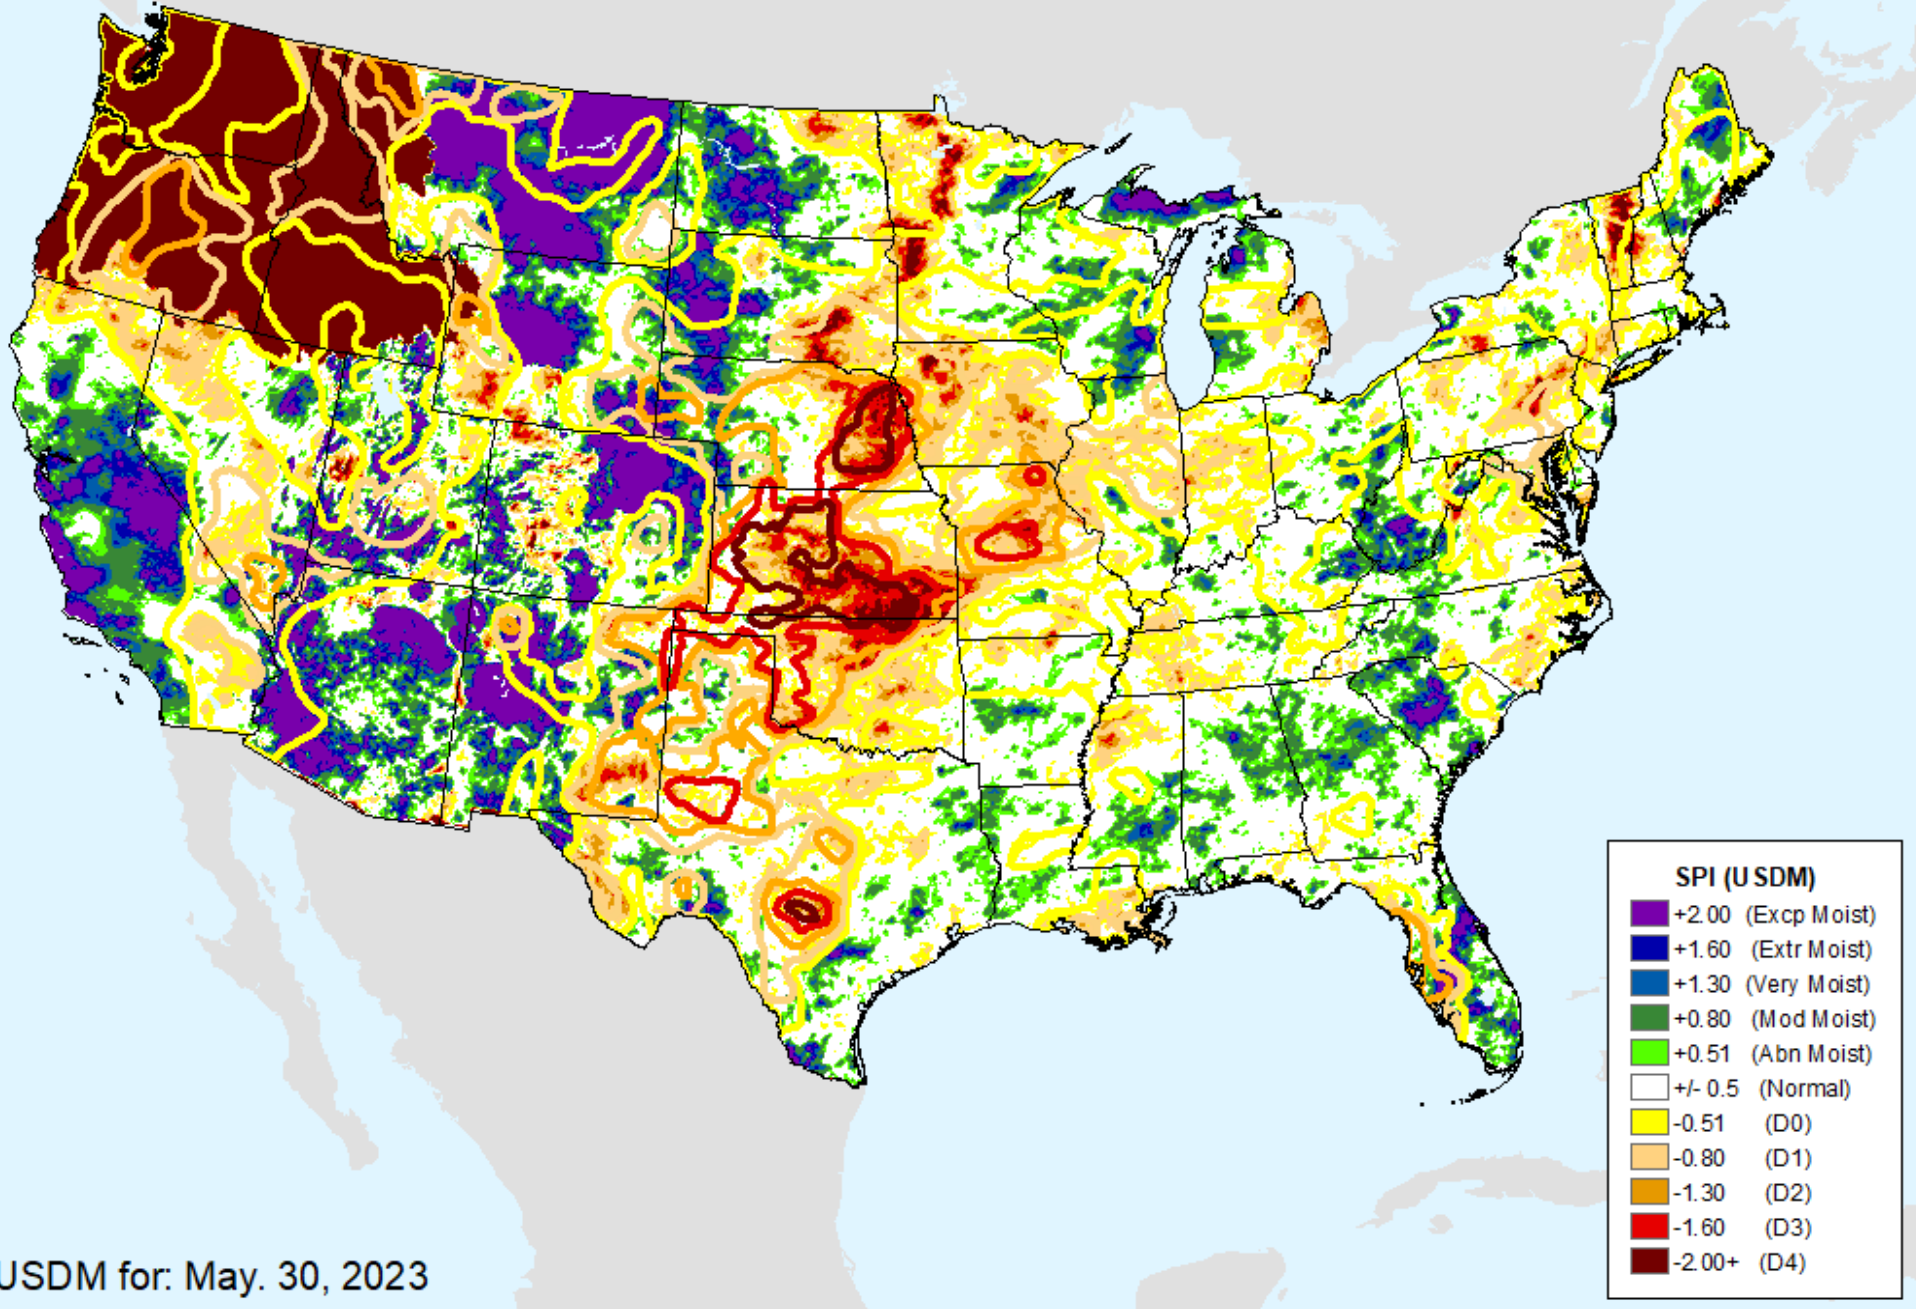 SPI (USDM)
+2.00 (Excp Moist)
+1.60 (Extr Moist)
+1.30 (Very Moist)
+0.80 (Mod Moist)
+0.51 (Abn Moist)
+/- 0.5 (Normal)
-0.51 (D0)
-0.80 (D1)
-1.30 (D2)
-1.60 (D3)
-2.00+ (D4)
USDM for: May. 30, 2023